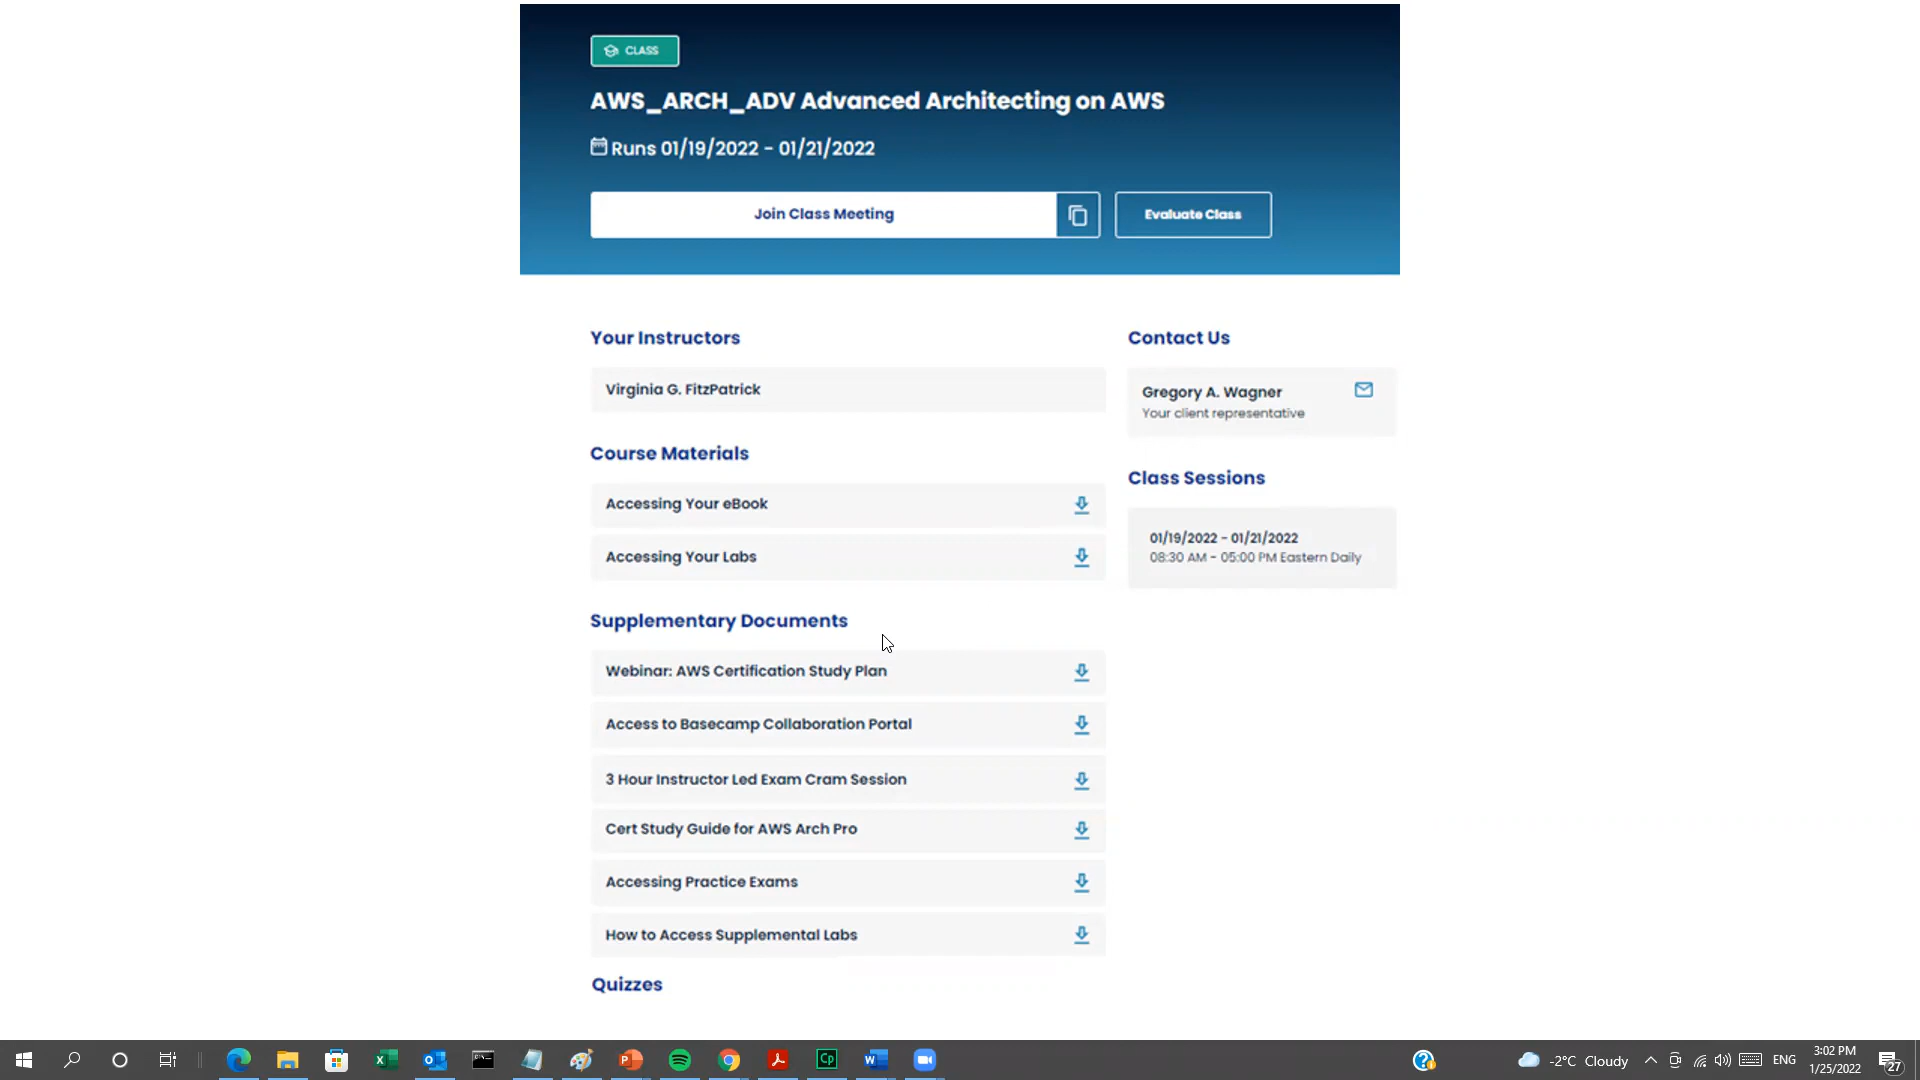 CLASS
AWS_ARCH_ADV Advanced Architecting on AWS
Runs 01/19/2022 - 01/21/2022
Join Class Meeting
Evaluate Class
Your Instructors
Virginia G. FitzPatrick
Course Materials
Accessing Your eBook
Accessing Your Labs
Supplementary Documents
Webinar: AWS Certification Study Plan
Access to Basecamp Collaboration Portal
3 Hour Instructor Led Exam Cram Session
Cert Study Guide for AWS Arch Pro
Accessing Practice Exams
How to Access Supplemental Labs
Quizzes
Contact Us
Gregory A. Wagner
Your client representative
Class Sessions
01/19/2022 - 01/21/2022
08:30 AM - 05:00 PM Eastern Daily
Cp
-2°C Cloudy
ENG
3:02 PM
1/25/2022
27